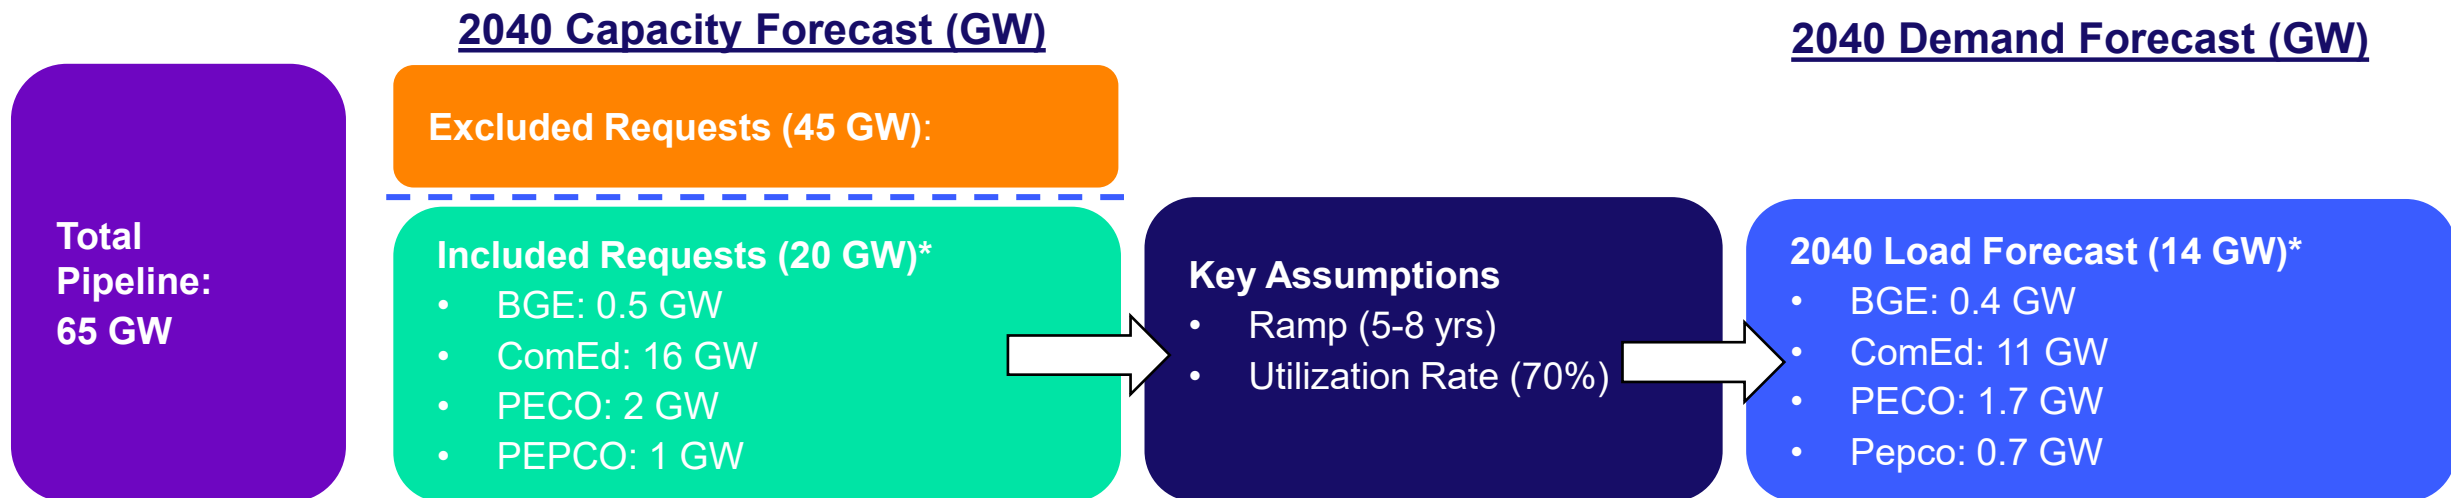 2040 Capacity Forecast (GW)
2040 Demand Forecast (GW)
Total
Pipeline:
65 GW
Excluded Requests (45 GW):
Included Requests (20 GW)*
• BGE: 0.5 GW
• ComEd: 16 GW
• PECO: 2 GW
• PEPCO: 1 GW
Key Assumptions
• Ramp (5-8 yrs)
• Utilization Rate (70%)
2040 Load Forecast (14 GW)*
• BGE: 0.4 GW
• ComEd: 11 GW
• PECO: 1.7 GW
• Pepco: 0.7 GW